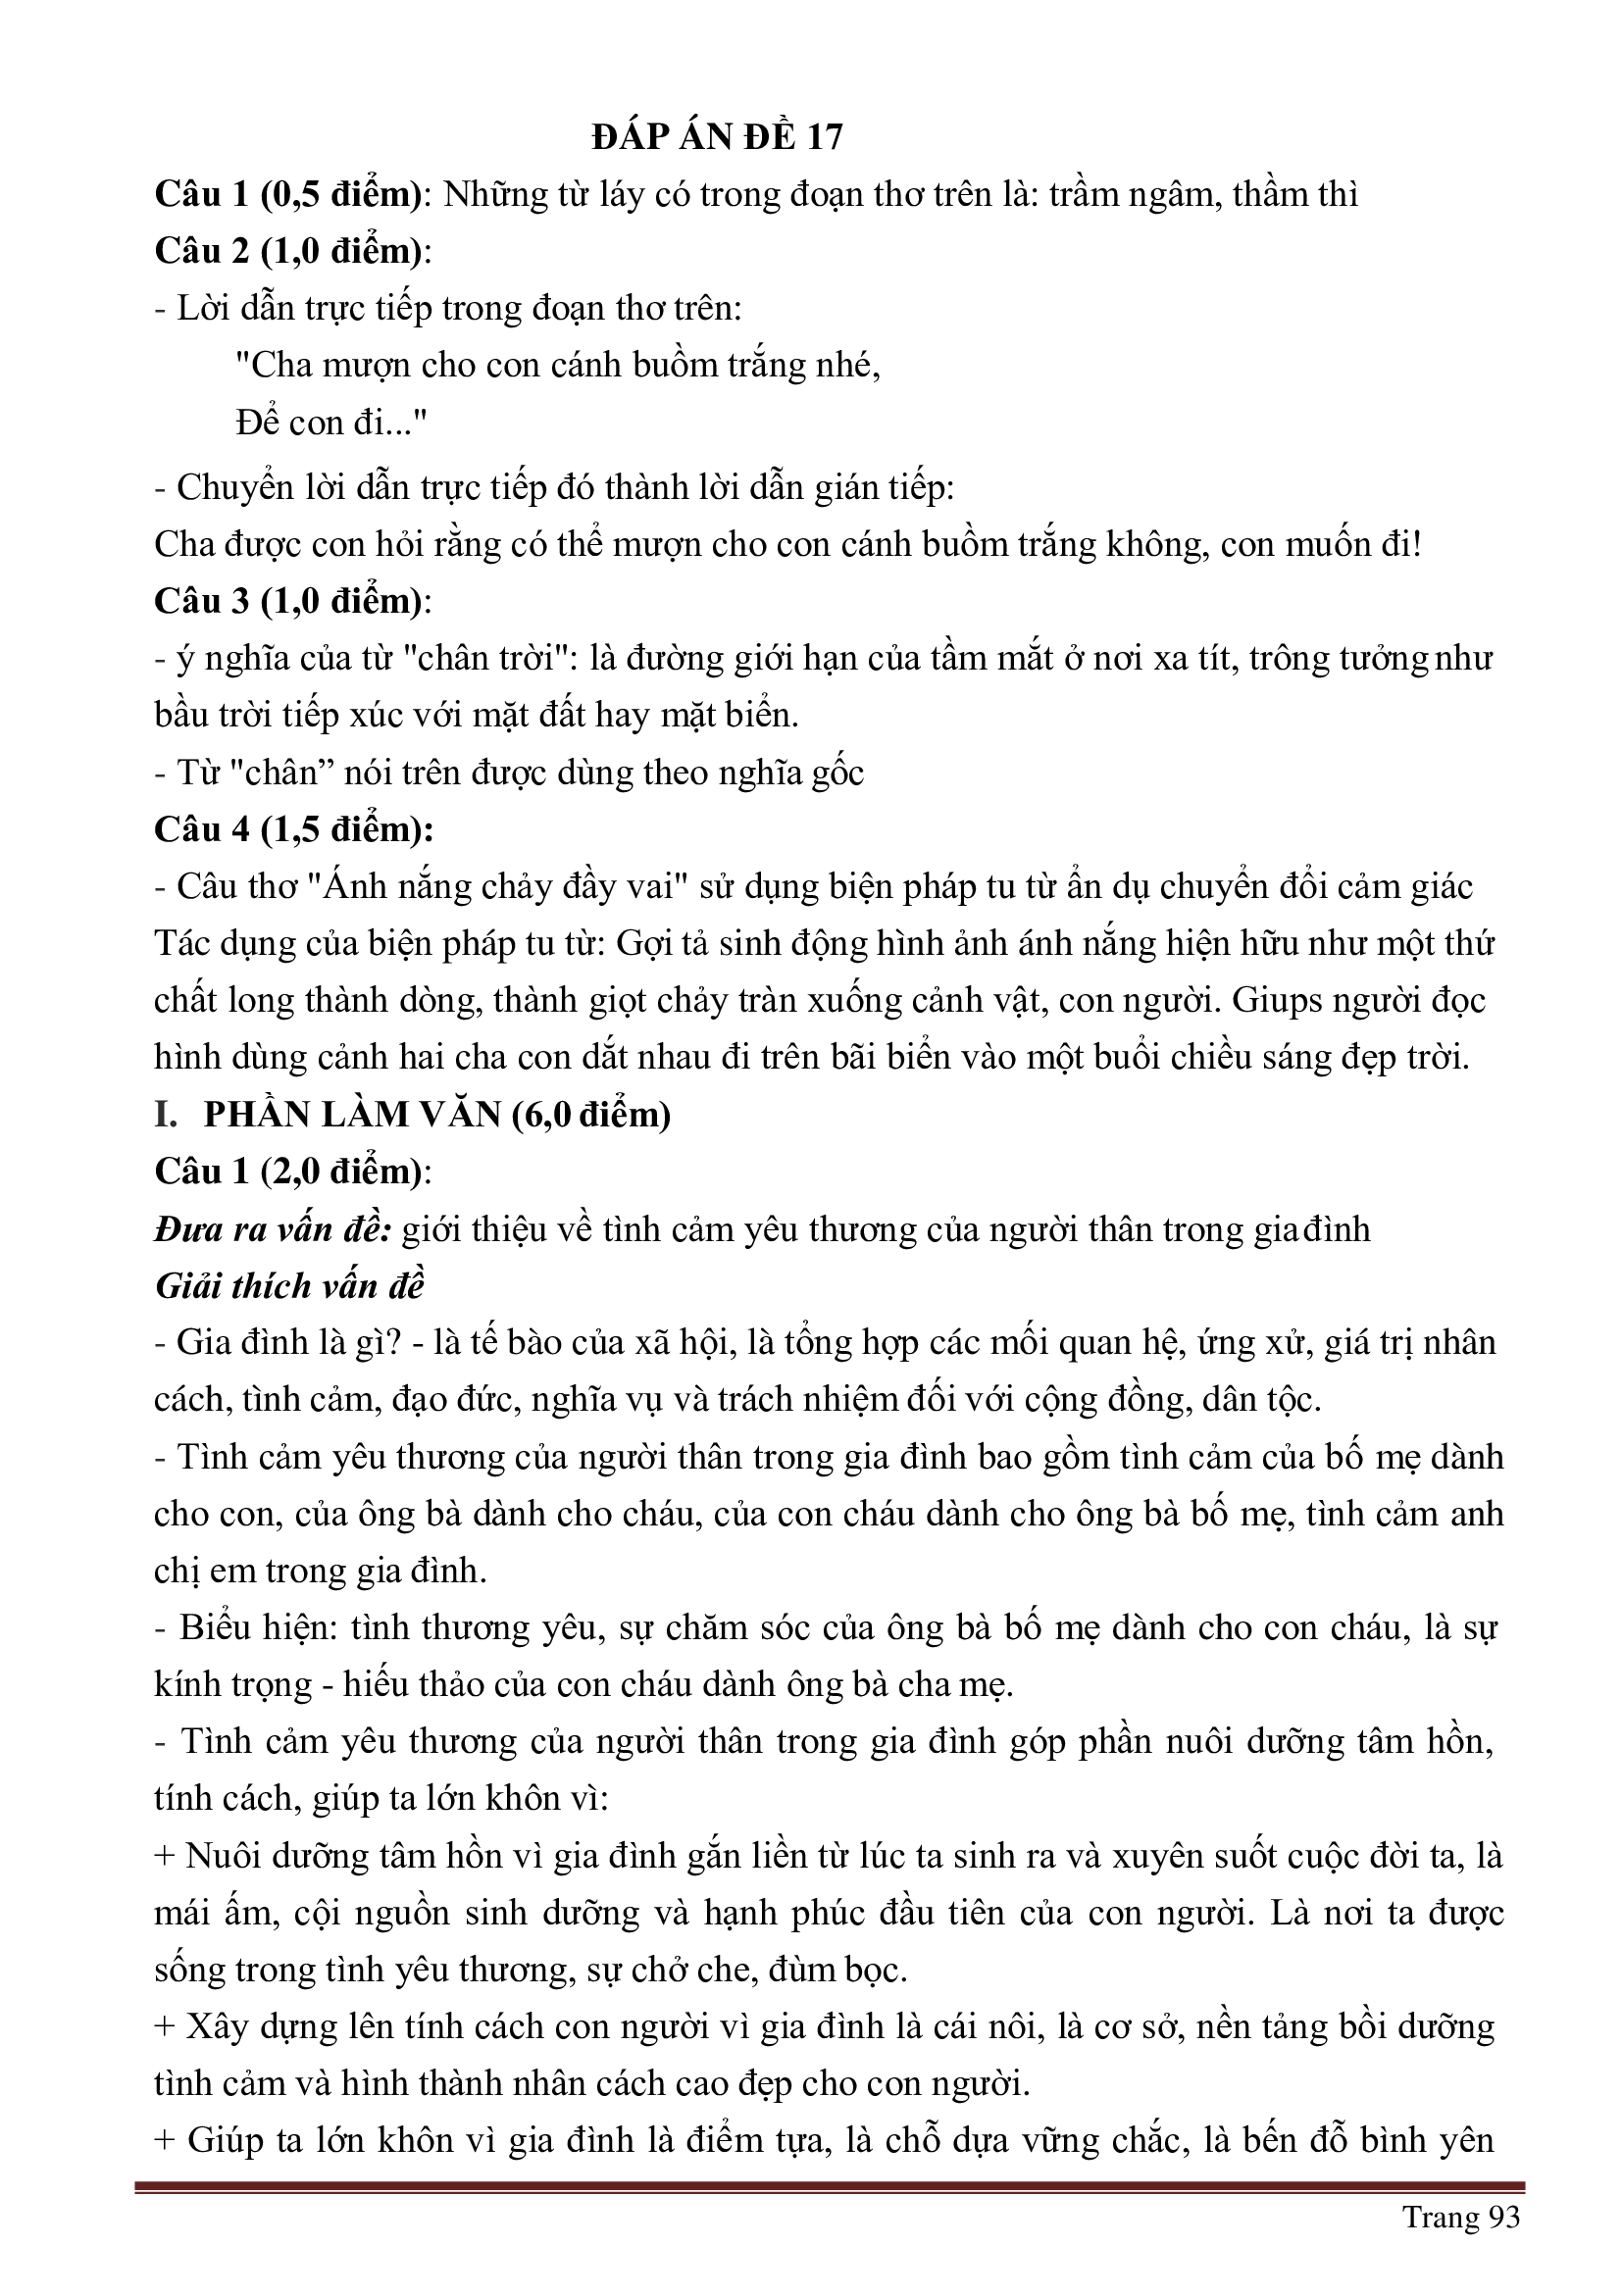 ĐÁP ÁN ĐỀ 17
Câu 1 (0,5 điểm): Những từ láy có trong đoạn thơ trên là: trầm ngâm, thầm thì
Câu 2 (1,0 điểm):
- Lời dẫn trực tiếp trong đoạn thơ trên:
"Cha mượn cho con cánh buồm trắng nhé,
Để con đi..."
- Chuyển lời dẫn trực tiếp đó thành lời dẫn gián tiếp:
Cha được con hỏi rằng có thể mượn cho con cánh buồm trắng không, con muốn đi!
Câu 3 (1,0 điểm):
- ý nghĩa của từ "chân trời": là đường giới hạn của tầm mắt ở nơi xa tít, trông tưởng như
bầu trời tiếp xúc với mặt đất hay mặt biển.
- Từ "chân” nói trên được dùng theo nghĩa gốc
Câu 4 (1,5 điểm):
- Câu thơ "Ánh nắng chảy đầy vai" sử dụng biện pháp tu từ ẩn dụ chuyển đổi cảm giác
Tác dụng của biện pháp tu từ: Gợi tả sinh động hình ảnh ánh nắng hiện hữu như một thứ
chất long thành dòng, thành giọt chảy tràn xuống cảnh vật, con người. Giups người đọc
hình dùng cảnh hai cha con dắt nhau đi trên bãi biển vào một buổi chiều sáng đẹp trời.
I. PHẦN LÀM VĂN (6,0 điểm)
Câu 1 (2,0 điểm):
Đưa ra vấn đề: giới thiệu về tình cảm yêu thương của người thân trong gia đình
Giải thích vấn đề
- Gia đình là gì? - là tế bào của xã hội, là tổng hợp các mối quan hệ, ứng xử, giá trị nhân
cách, tình cảm, đạo đức, nghĩa vụ và trách nhiệm đối với cộng đồng, dân tộc.
- Tình cảm yêu thương của người thân trong gia đình bao gồm tình cảm của bố mẹ dành
cho con, của ông bà dành cho cháu, của con cháu dành cho ông bà bố mẹ, tình cảm anh
chị em trong gia đình.
- Biểu hiện: tình thương yêu, sự chăm sóc của ông bà bố mẹ dành cho con cháu, là sự
kính trọng - hiếu thảo của con cháu dành ông bà cha mẹ.
- Tình cảm yêu thương của người thân trong gia đình góp phần nuôi dưỡng tâm hồn,
tính cách, giúp ta lớn khôn vì:
+ Nuôi dưỡng tâm hồn vì gia đình gắn liền từ lúc ta sinh ra và xuyên suốt cuộc đời ta, là
mái ấm, cội nguồn sinh dưỡng và hạnh phúc đầu tiên của con người. Là nơi ta được
sống trong tình yêu thương, sự chở che, đùm bọc.
+ Xây dựng lên tính cách con người vì gia đình là cái nôi, là cơ sở, nền tảng bồi dưỡng
tình cảm và hình thành nhân cách cao đẹp cho con người.
+ Giúp ta lớn khôn vì gia đình là điểm tựa, là chỗ dựa vững chắc, là bến đỗ bình yên
Trang 93